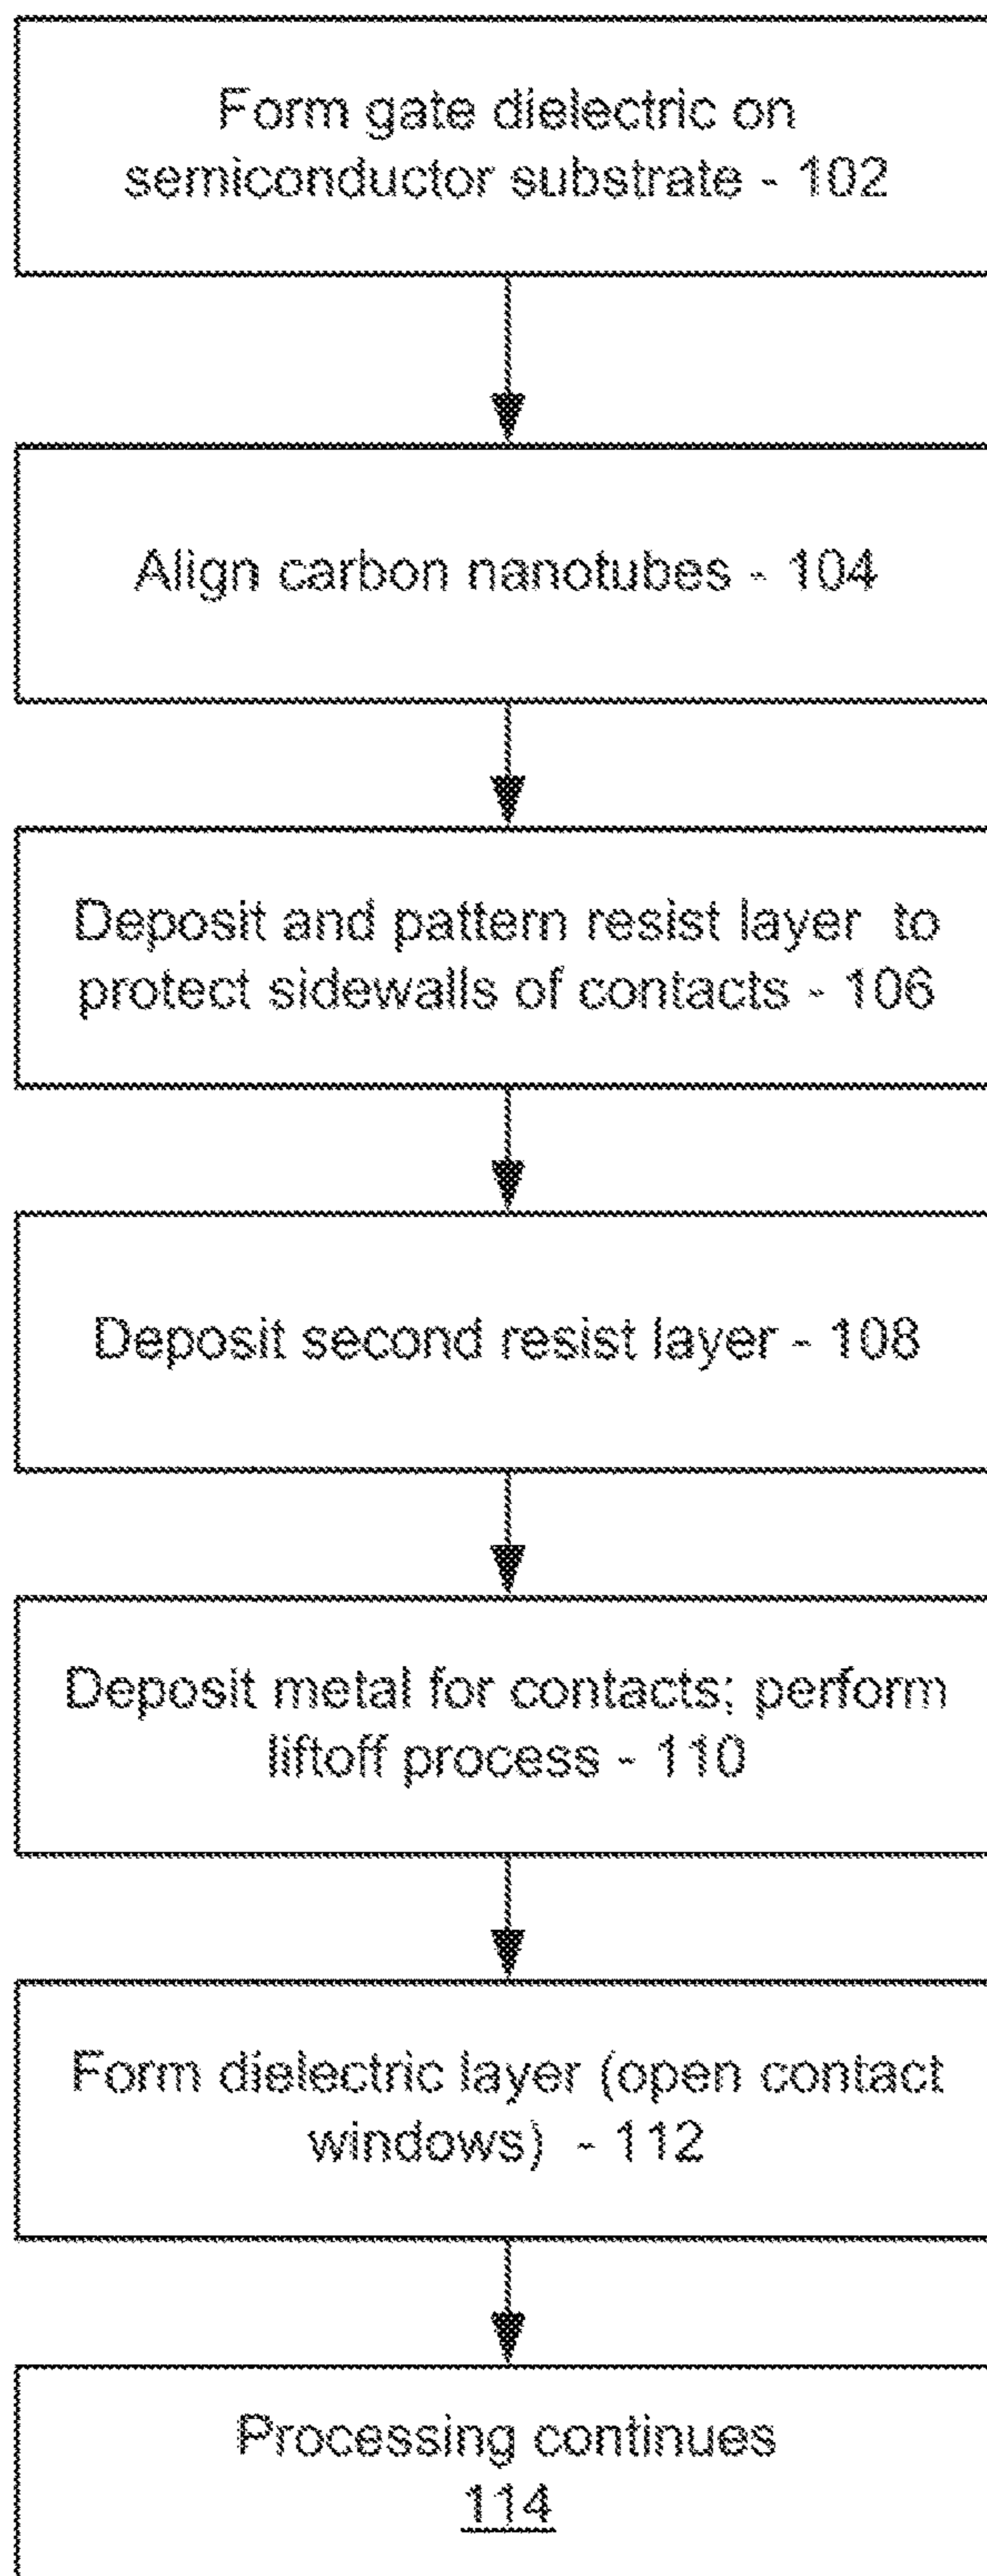 Form gate dielectric on
semiconductor substrate - 102
Align carbon nanotubes - 104
Deposit and pattern resist layer to
protect sidewalls of contacts - 106
Deposit second resist layer - 108
Deposit metal for contacts; perform
liftoff process - 110
Form dielectric layer (open contact
windows) - 112
Processing continues
114